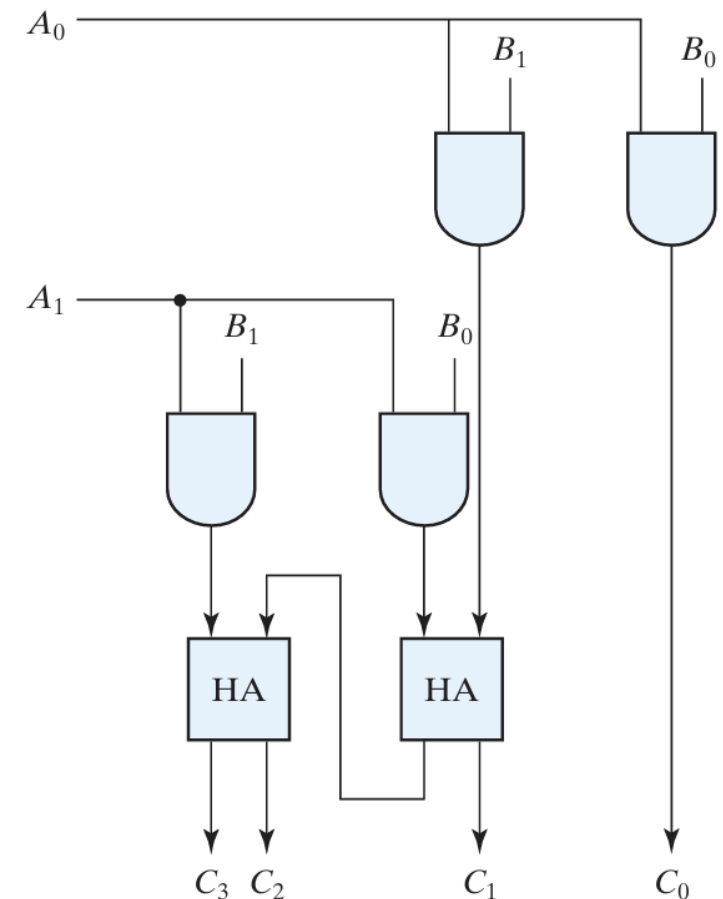 A₀
B₁ B₀
A₁
B₁ B₀
HA HA
C₃ C₂ C₁ C₀